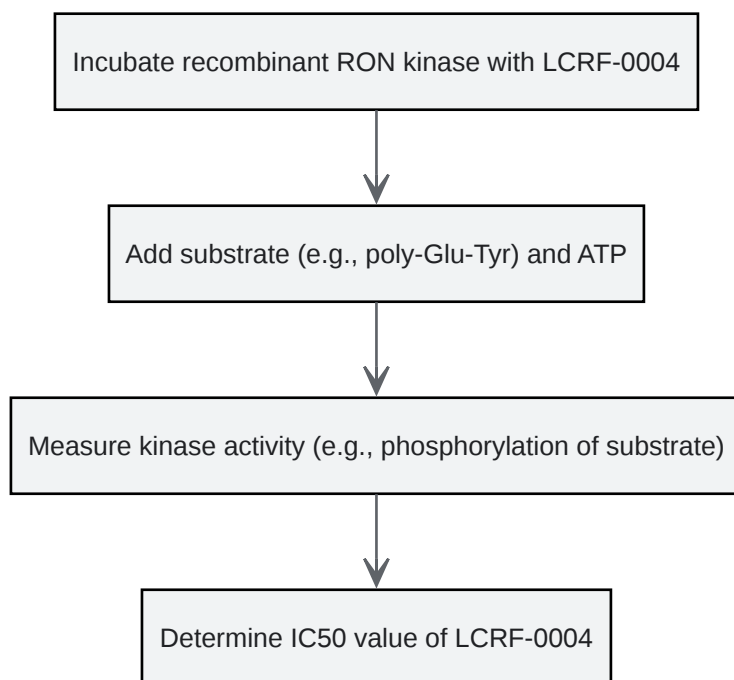 Incubate recombinant RON kinase with LCRF-0004
Add substrate (e.g., poly-Glu-Tyr) and ATP
Measure kinase activity (e.g., phosphorylation of substrate)
Determine IC50 value of LCRF-0004